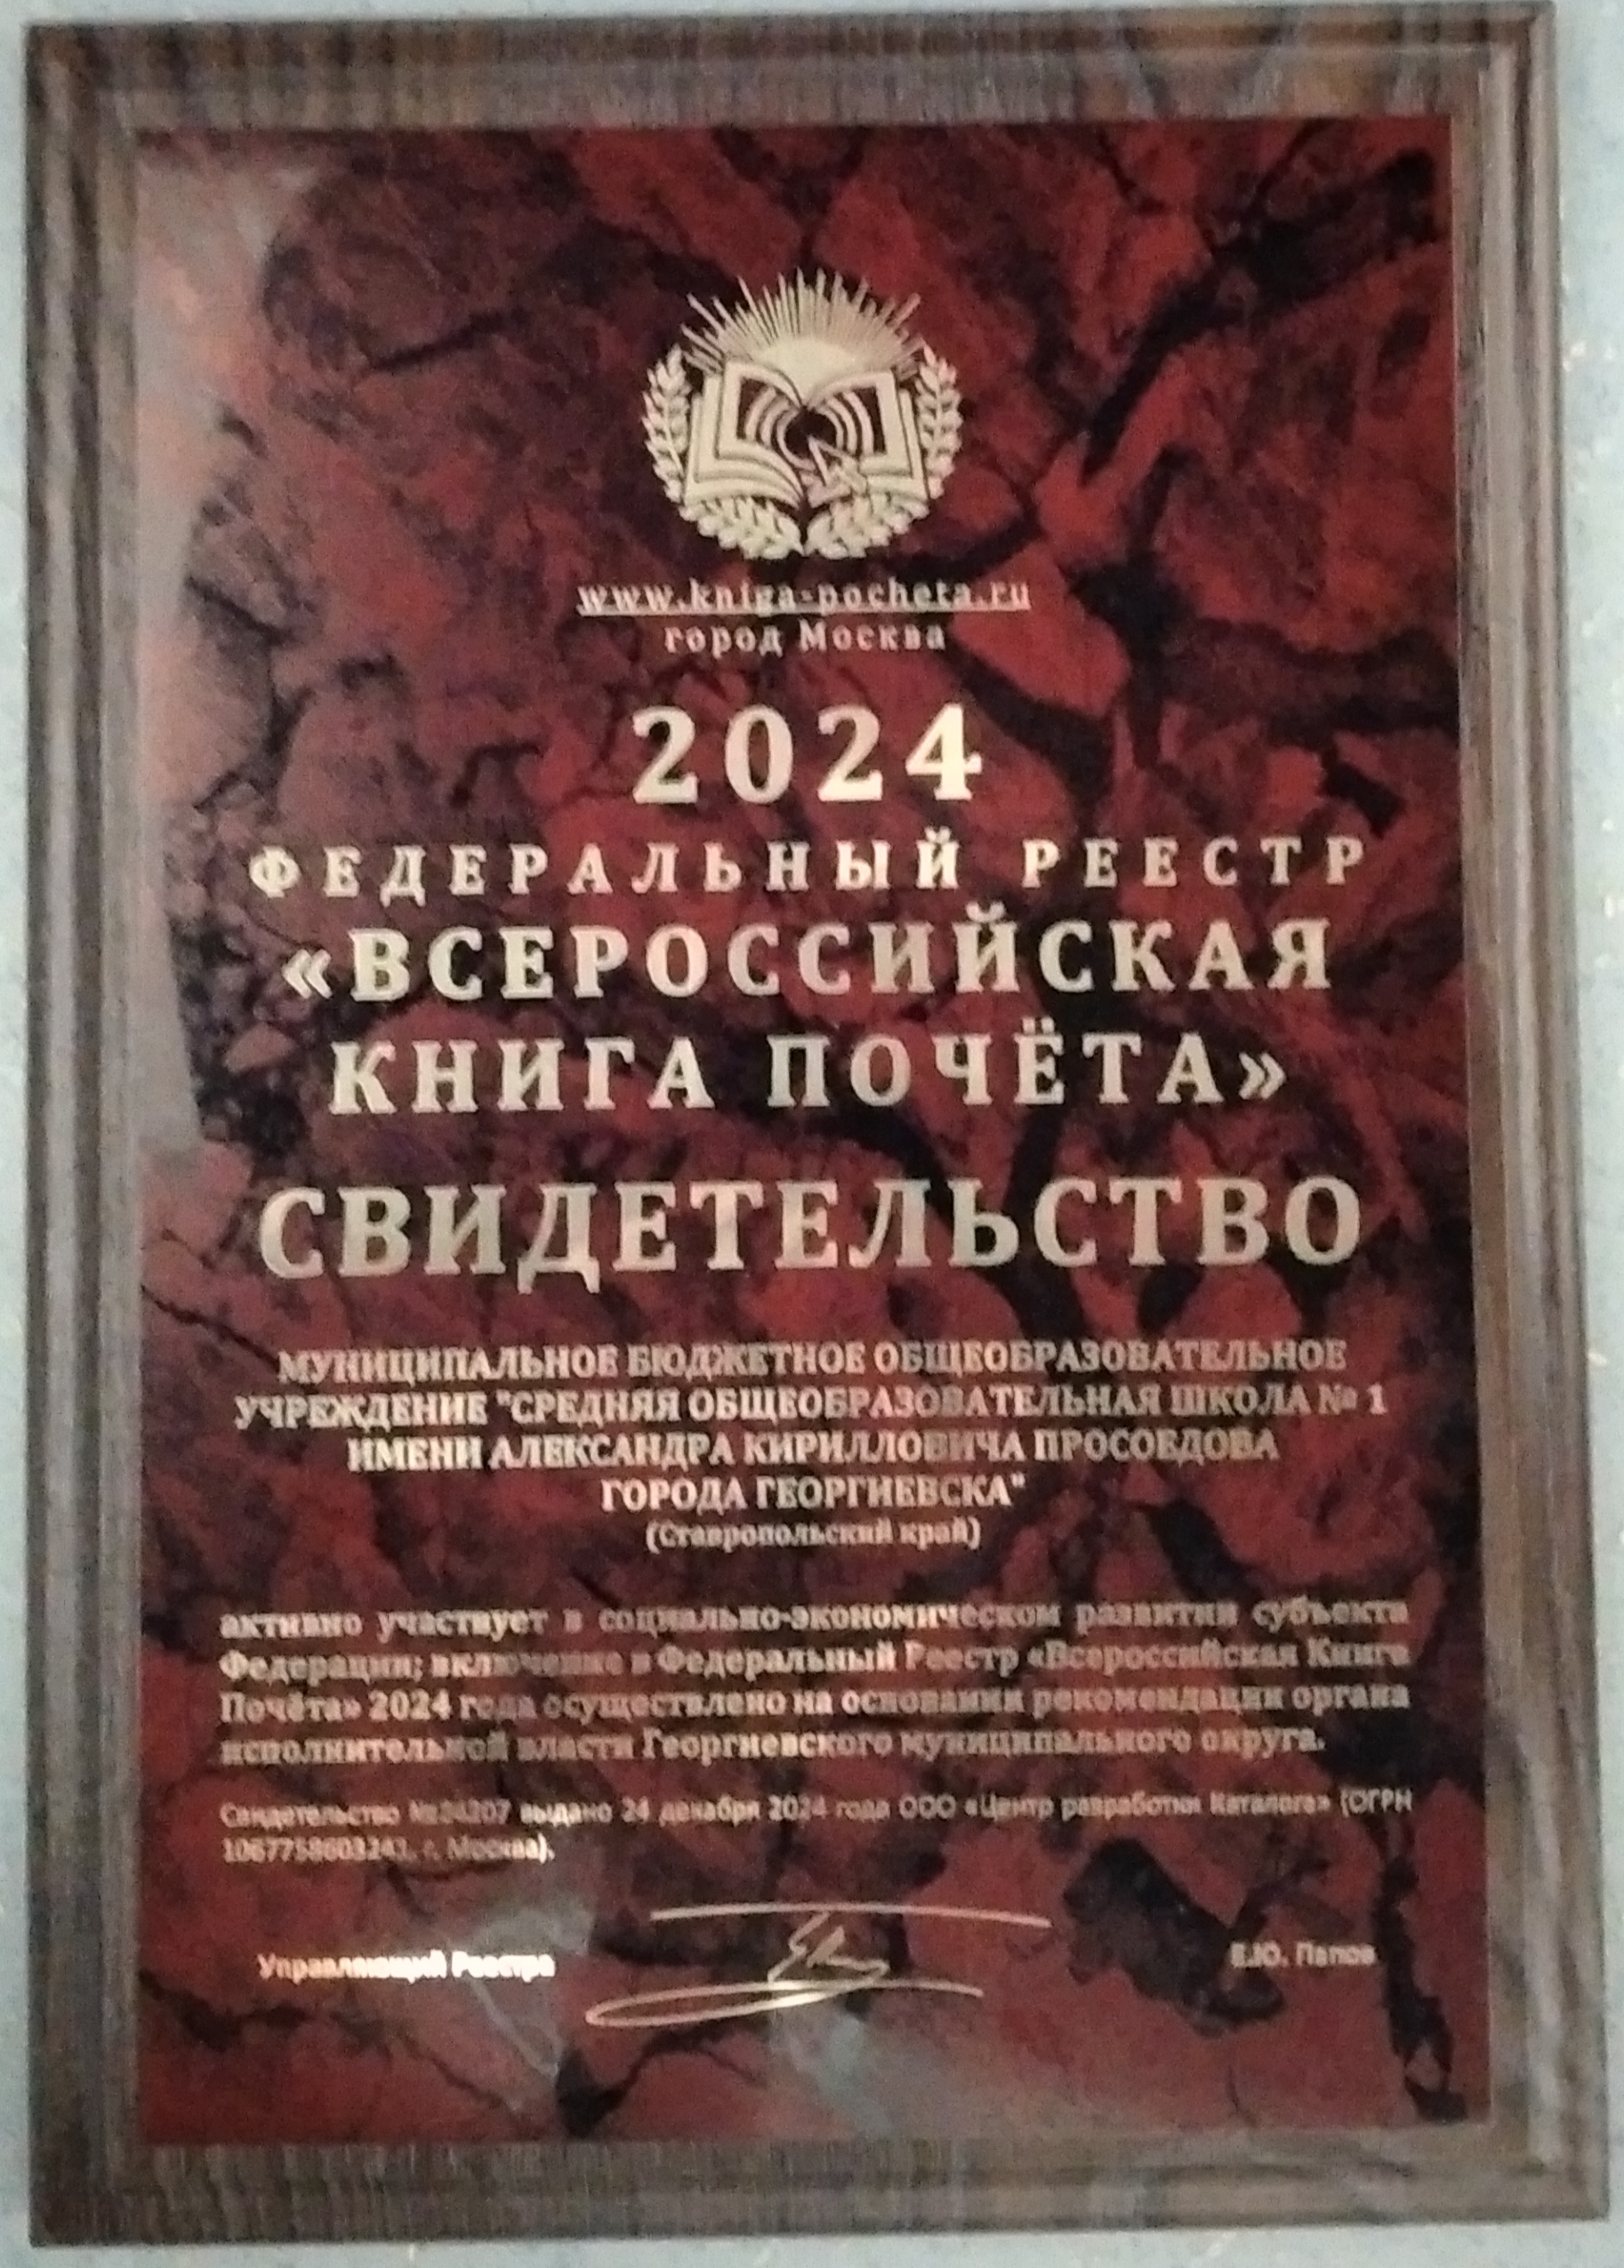 www.kniga-pocheta.ru
город Москва
2024
ФЕДЕРАЛЬНЫЙ РЕЕСТР
«ВСЕРОССИЙСКАЯ
КНИГА ПОЧЁТА»
СВИДЕТЕЛЬСТВО
МУНИЦИПАЛЬНОЕ БЮДЖЕТНОЕ ОБЩЕОБРАЗОВАТЕЛЬНОЕ
УЧРЕЖДЕНИЕ "СРЕДНЯЯ ОБЩЕОБРАЗОВАТЕЛЬНАЯ ШКОЛА № 1
ИМЕНИ АЛЕКСАНДРА КИРИЛЛОВИЧА ПРОСОЕДОВА
ГОРОДА ГЕОРГИЕВСКА"
(Ставропольский край)
активно участвует в социально-экономическом развитии субъекта
Федерации; включение в Федеральный Реестр «Всероссийская Книга
Почёта» 2024 года осуществлено на основании рекомендации органа
исполнительной власти Георгиевского муниципального округа.
Свидетельство выдано 24 декабря 2024 года ООО «Центр разработки Каталога» (ОГРН
г. Москва).
Управляющий Реестра
Е.Ю. Папов